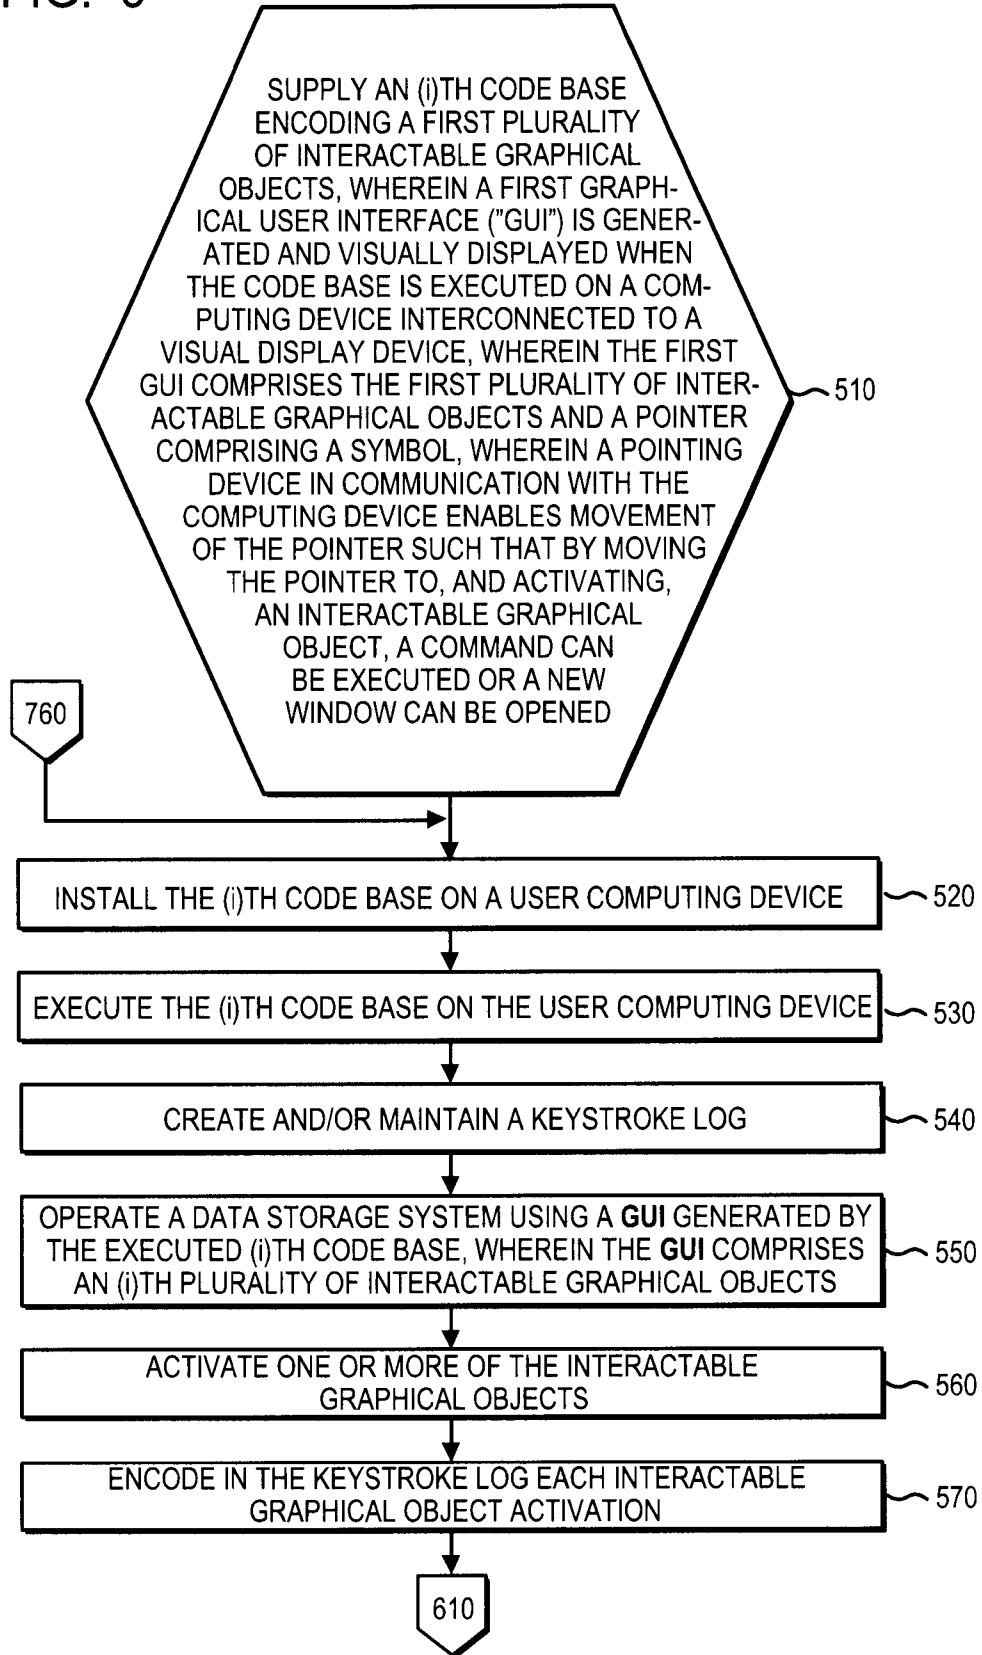 FIG.
SUPPLY AN (i)TH CODE BASE
ENCODING A FIRST PLURALITY
OF INTERACTABLE GRAPHICAL
OBJECTS, WHEREIN A FIRST GRAPH-
ICAL USER INTERFACE ("GUI") IS GENER-
ATED AND VISUALLY DISPLAYED WHEN
THE CODE BASE IS EXECUTED ON A COM-
PUTING DEVICE INTERCONNECTED TO A
VISUAL DISPLAY DEVICE, WHEREIN THE FIRST
GUI COMPRISES THE FIRST PLURALITY OF INTER-
ACTABLE GRAPHICAL OBJECTS AND A POINTER
COMPRISING A SYMBOL, WHEREIN A POINTING
DEVICE IN COMMUNICATION WITH THE
COMPUTING DEVICE ENABLES MOVEMENT
OF THE POINTER SUCH THAT BY MOVING
THE POINTER TO, AND ACTIVATING,
AN INTERACTABLE GRAPHICAL
OBJECT, A COMMAND CAN
BE EXECUTED OR A NEW
WINDOW CAN BE OPENED
510
760
INSTALL THE (i)TH CODE BASE ON A USER COMPUTING DEVICE
520
EXECUTE THE (i)TH CODE BASE ON THE USER COMPUTING DEVICE
530
CREATE AND/OR MAINTAIN A KEYSTROKE LOG
540
OPERATE A DATA STORAGE SYSTEM USING A GUI GENERATED BY
THE EXECUTED (i)TH CODE BASE, WHEREIN THE GUI COMPRISES
AN (i)TH PLURALITY OF INTERACTABLE GRAPHICAL OBJECTS
550
ACTIVATE ONE OR MORE OF THE INTERACTABLE
GRAPHICAL OBJECTS
560
ENCODE IN THE KEYSTROKE LOG EACH INTERACTABLE
GRAPHICAL OBJECT ACTIVATION
570
610